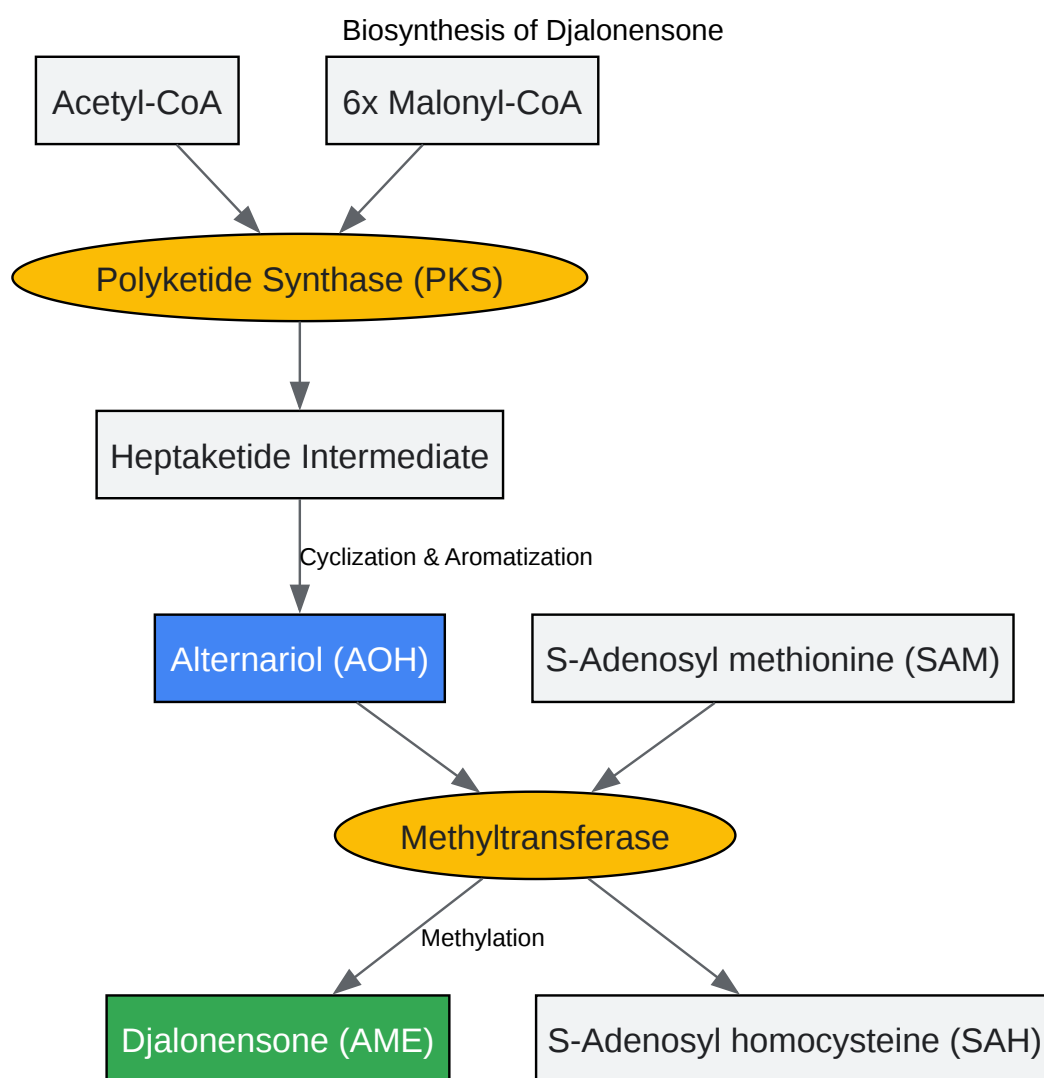 Biosynthesis of Djalonensone
Acetyl-CoA
6x Malonyl-CoA
Polyketide Synthase (PKS)
Heptaketide Intermediate
Cyclization & Aromatization
Alternariol (AOH)
S-Adenosyl methionine (SAM)
Methyltransferase
Methylation
Djalonensone (AME)
S-Adenosyl homocysteine (SAH)